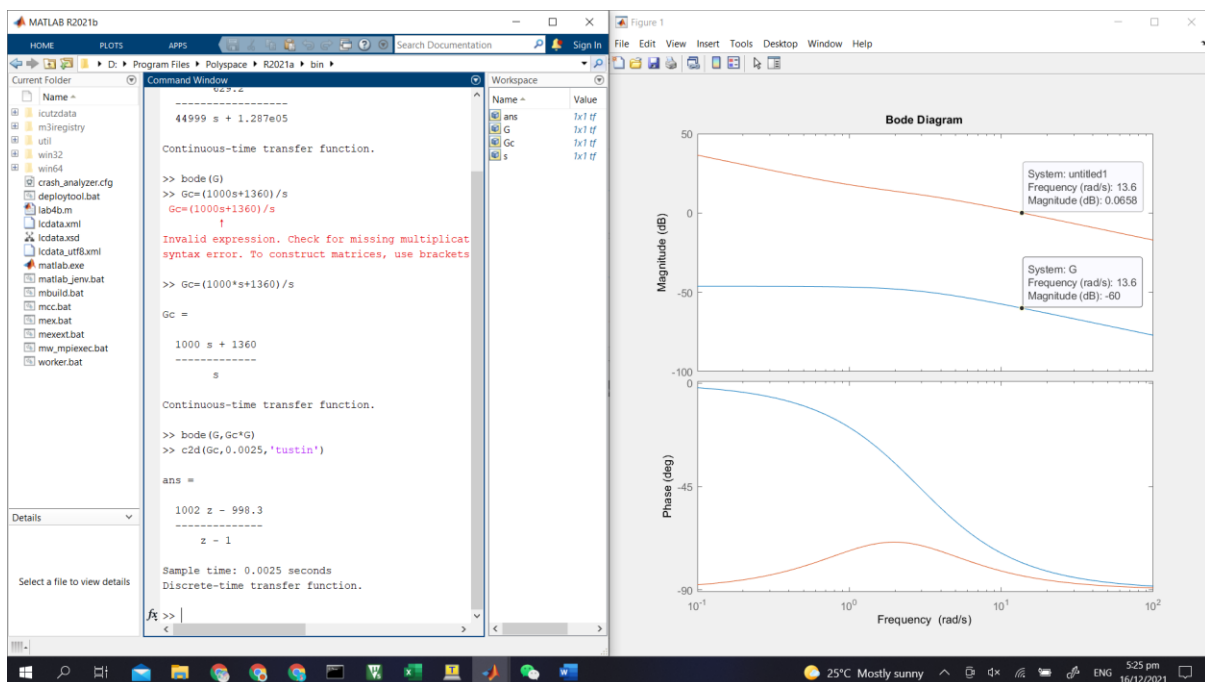 MATLAB R2021b
HOME PLOTS APPS Search Documentation Sign In
D: ▸ Program Files ▸ Polyspace ▸ R2021a ▸ bin ▸
Current Folder
Name
icutzdata
m3iregistry
util
win32
win64
crash_analyzer.cfg
deploytool.bat
lab4b.m
lcdata.xml
lcdata.xsd
lcdata_utf8.xml
matlab.exe
matlab_jenv.bat
mbuild.bat
mcc.bat
mex.bat
mexext.bat
mw_mpiexec.bat
worker.bat
Details
Select a file to view details
Command Window
629.2
------------------
44999 s + 1.287e05
Continuous-time transfer function.
>> bode(G)
>> Gc=(1000s+1360)/s
Gc=(1000s+1360)/s
↑
Invalid expression. Check for missing multiplicat
syntax error. To construct matrices, use brackets
>> Gc=(1000*s+1360)/s
Gc =
1000 s + 1360
-------------
s
Continuous-time transfer function.
>> bode(G,Gc*G)
>> c2d(Gc,0.0025,'tustin')
ans =
1002 z - 998.3
--------------
z - 1
Sample time: 0.0025 seconds
Discrete-time transfer function.
fx >>
Workspace
Name Value
ans 1x1 tf
G 1x1 tf
Gc 1x1 tf
s 1x1 tf
Figure 1
File Edit View Insert Tools Desktop Window Help
Bode Diagram
50
System: untitled1
Frequency (rad/s): 13.6
Magnitude (dB): 0.0658
0
Magnitude (dB)
System: G
Frequency (rad/s): 13.6
Magnitude (dB): -60
-50
-100
0
Phase (deg)
-45
-90
10^-1 10^0 10^1 10^2
Frequency (rad/s)
25°C Mostly sunny ENG 5:25 pm
16/12/2021